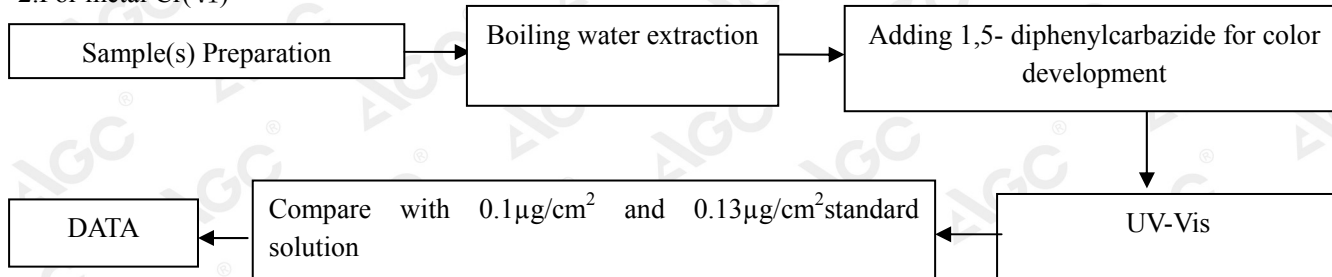 2.For metal Cr(VI)
Sample(s) Preparation
Boiling water extraction
Adding 1,5- diphenylcarbazide for color
development
UV-Vis
Compare with 0.1µg/cm² and 0.13µg/cm²standard
solution
DATA